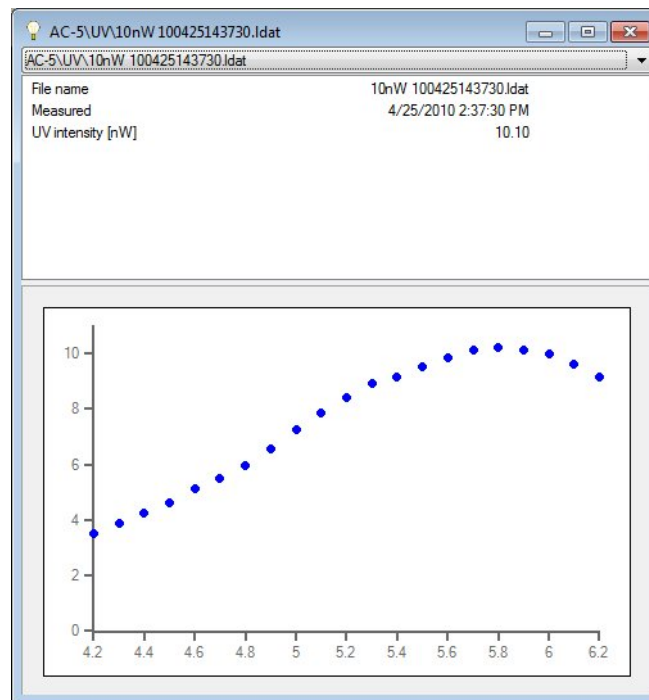 AC-5\UV\10nW 100425143730.ldat
AC-5\UV\10nW 100425143730.ldat
File name 10nW 100425143730.ldat
Measured 4/25/2010 2:37:30 PM
UV intensity [nW] 10.10
10
8
6
4
2
0
4.2 4.4 4.6 4.8 5 5.2 5.4 5.6 5.8 6 6.2